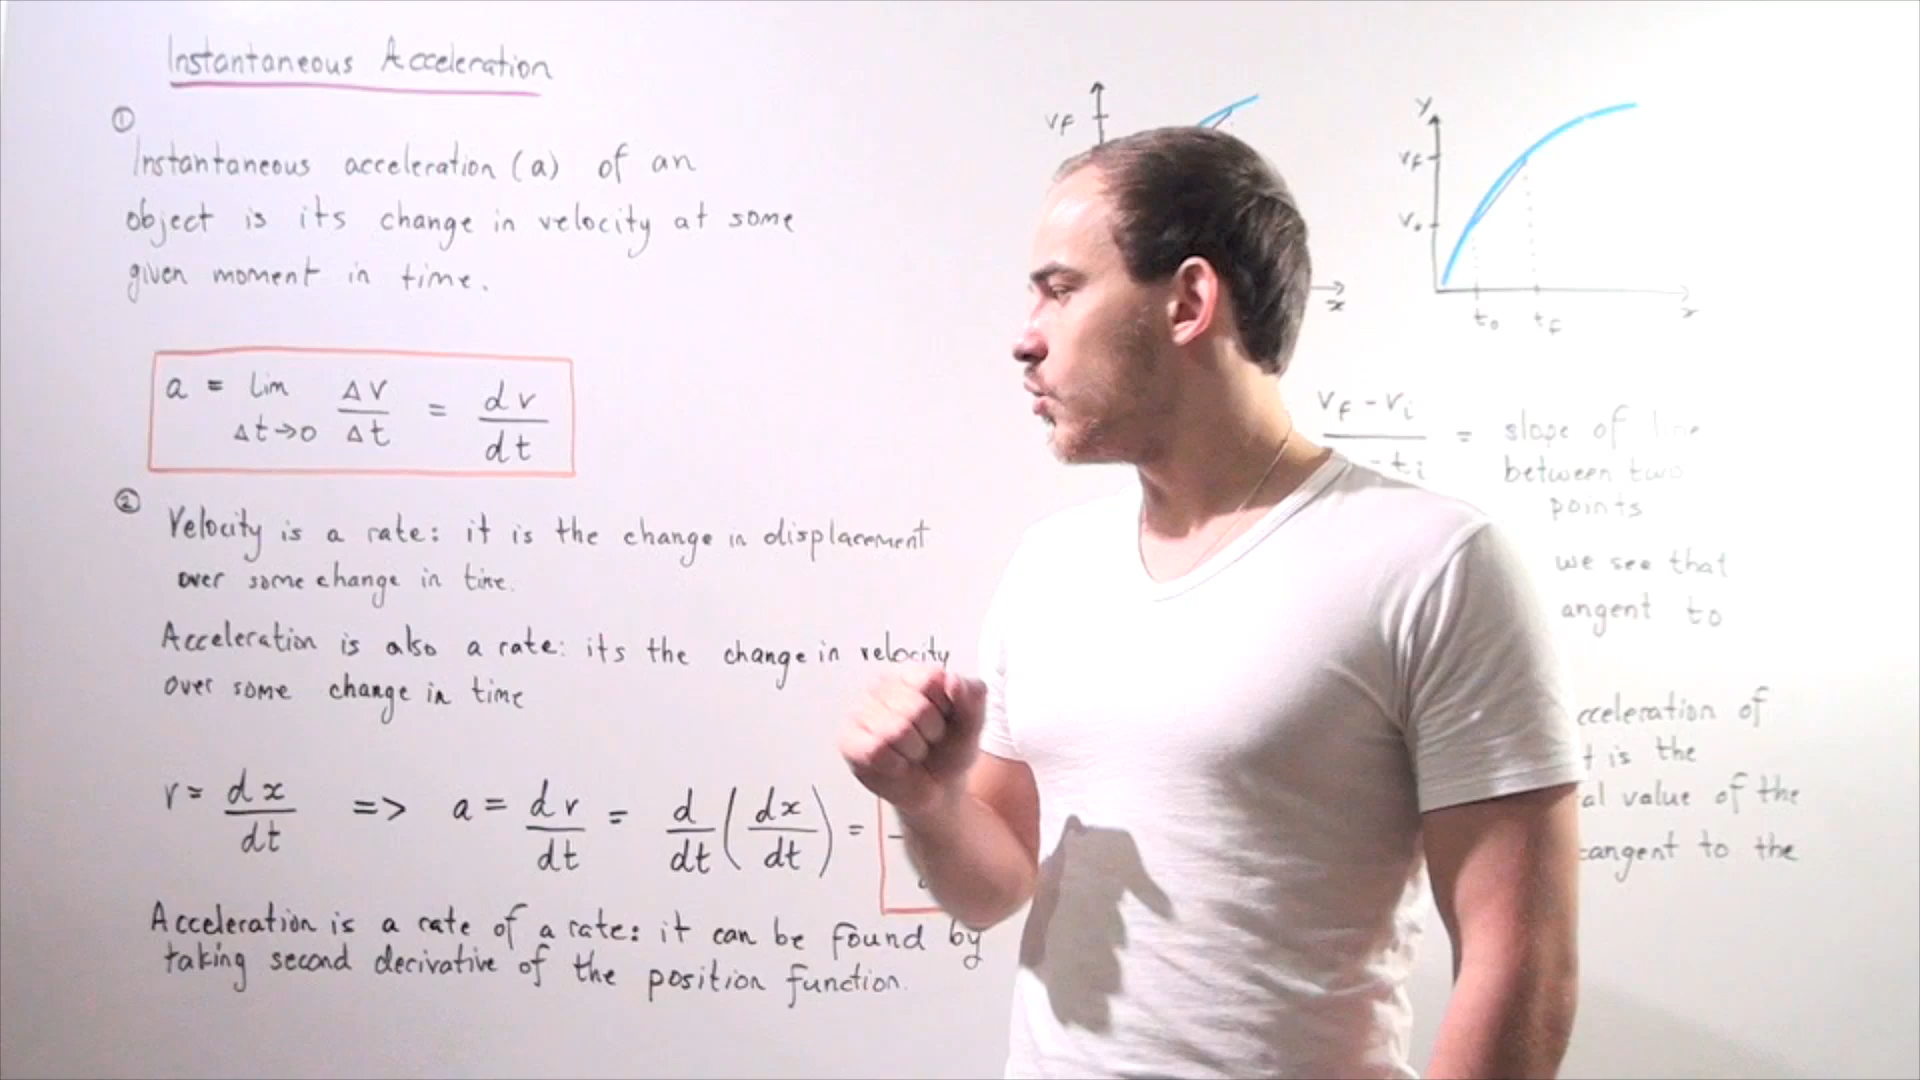 Instantaneous Acceleration
①
Instantaneous acceleration (a) of an
object is its change in velocity at some
given moment in time.
a = lim Δt→0 Δv/Δt = dv/dt
②
Velocity is a rate: it is the change in displacement
over some change in time.
Acceleration is also a rate: its the change in velocity
over some change in time
v = dx/dt => a = dv/dt = d/dt (dx/dt) =
Acceleration is a rate of a rate: it can be found by
taking second derivative of the position function.
vF
x
y
vF
v₀
t₀ tF
x
vF - vi
- ti
= slope of line
between two
points
we see that
angent to
cceleration of
t is the
al value of the
tangent to the